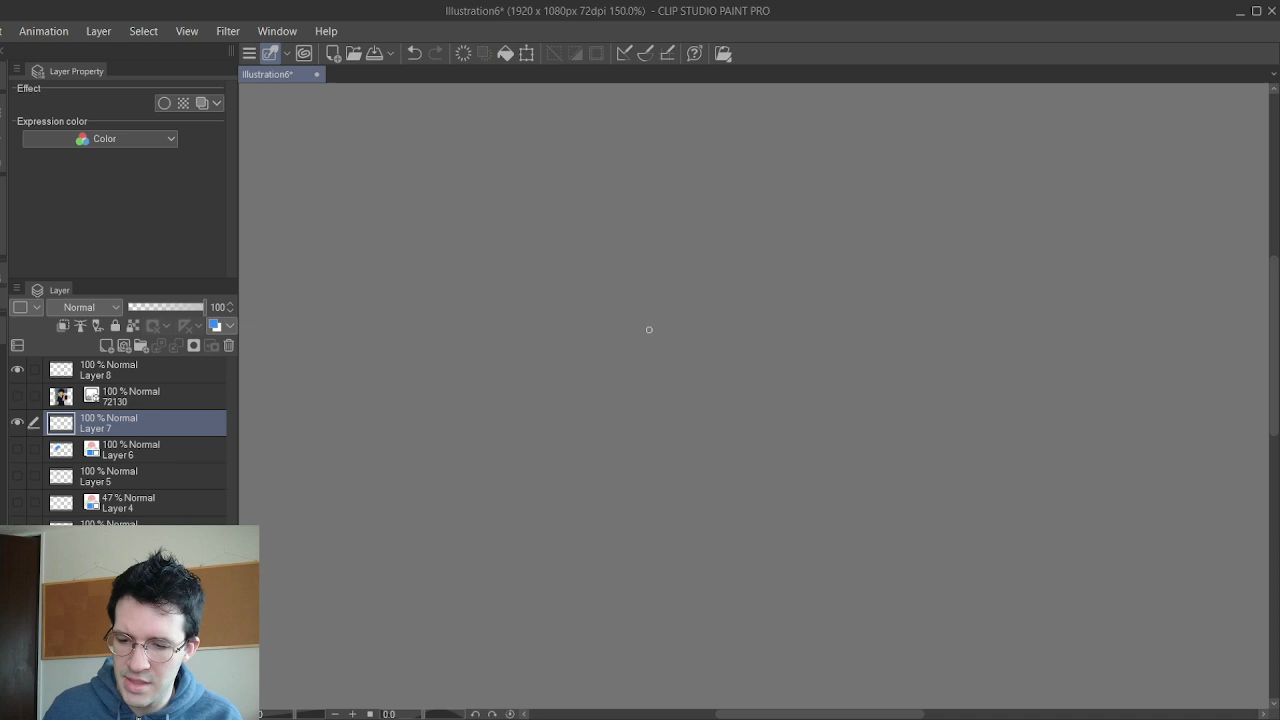 Illustration6* (1920 x 1080px 72dpi 150.0%) - CLIP STUDIO PAINT PRO
Animation Layer Select View Filter Window Help
Layer Property
Illustration6*
Effect
Expression color
Color
Layer
Normal 100
100 % Normal
Layer 8
100 % Normal
72130
100 % Normal
Layer 7
100 % Normal
Layer 6
100 % Normal
Layer 5
47 % Normal
Layer 4
100 % Normal
0.0